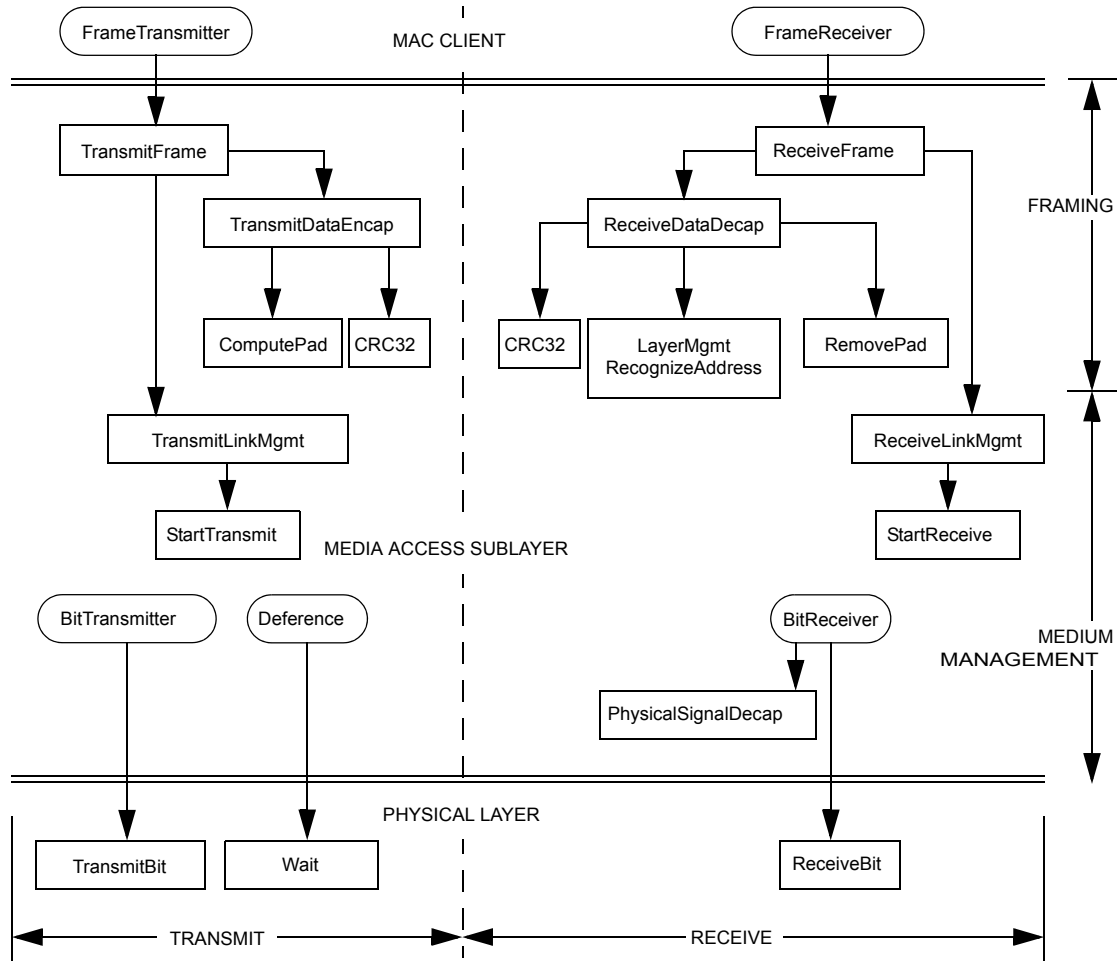 FrameTransmitter
MAC CLIENT
FrameReceiver
TransmitFrame
ReceiveFrame
TransmitDataEncap
ReceiveDataDecap
FRAMING
ComputePad
CRC32
CRC32
LayerMgmt
RecognizeAddress
RemovePad
TransmitLinkMgmt
ReceiveLinkMgmt
StartTransmit
StartReceive
MEDIA ACCESS SUBLAYER
BitTransmitter
Deference
BitReceiver
MEDIUM
MANAGEMENT
PhysicalSignalDecap
PHYSICAL LAYER
TransmitBit
Wait
ReceiveBit
TRANSMIT
RECEIVE